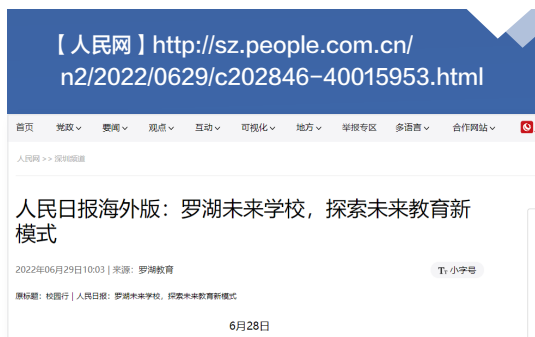 【人民网】http://sz.people.com.cn/
n2/2022/0629/c202846-40015953.html
首页 党政 要闻 观点 互动 可视化 地方 举报专区 多语言 合作网站
人民网 >> 深圳频道
人民日报海外版：罗湖未来学校，探索未来教育新
模式
2022年06月29日10:03 | 来源：罗湖教育
TT 小字号
原标题：校园行 | 人民日报：罗湖未来学校，探索未来教育新模式
6月28日